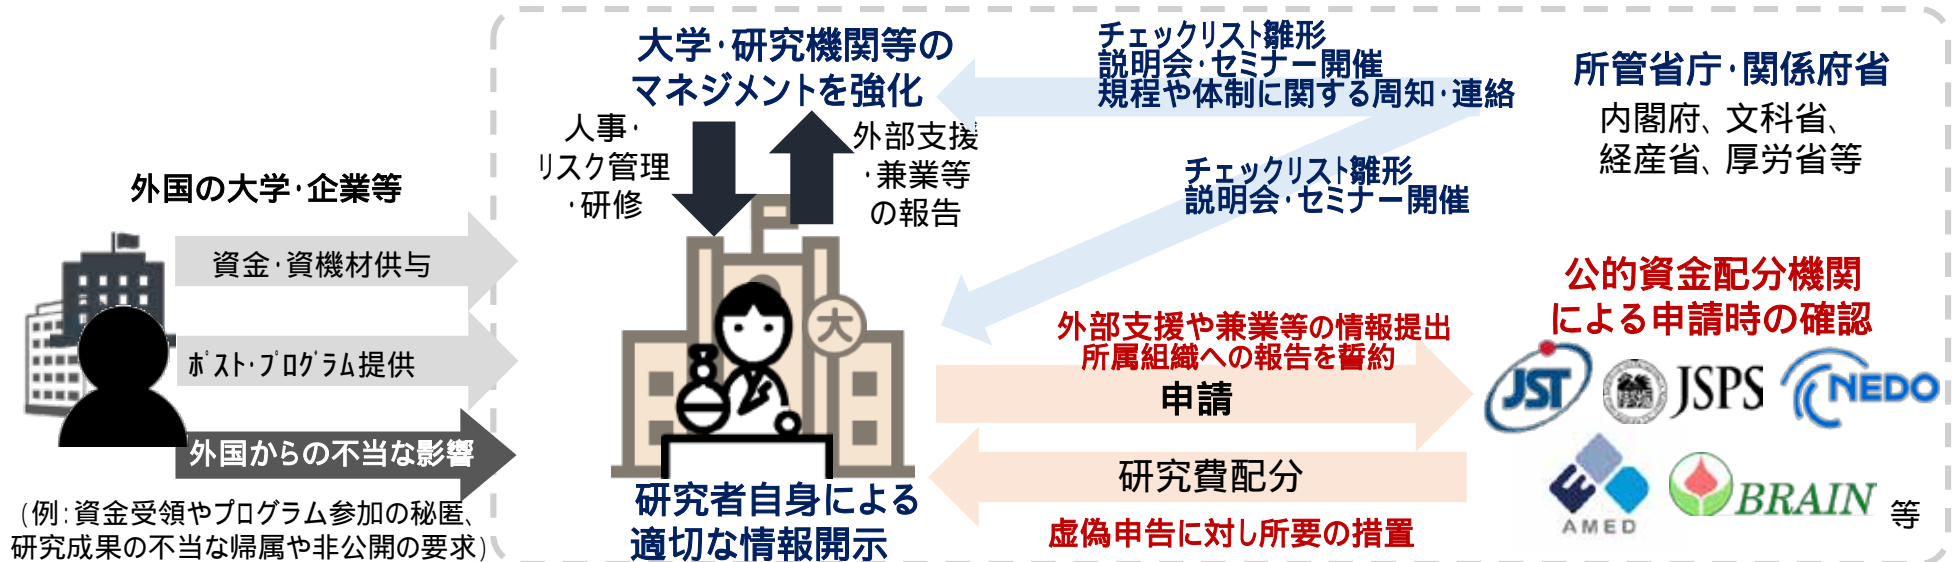 外国の大学･企業等
資金･資機材供与
ﾎﾟｽﾄ･ﾌﾟﾛｸﾞﾗﾑ提供
外国からの不当な影響
(例:資金受領やプログラム参加の秘匿、
研究成果の不当な帰属や非公開の要求)
大学･研究機関等の
マネジメントを強化
人事･
リスク管理
･研修
外部支援
･兼業等
の報告
大
研究者自身による
適切な情報開示
チェックリスト雛形
説明会･セミナー開催
規程や体制に関する周知･連絡
チェックリスト雛形
説明会･セミナー開催
外部支援や兼業等の情報提出
所属組織への報告を誓約
申請
研究費配分
虚偽申告に対し所要の措置
所管省庁･関係府省
内閣府、文科省、
経産省、厚労省等
公的資金配分機関
による申請時の確認
JST
JSPS
NEDO
AMED
BRAIN
等